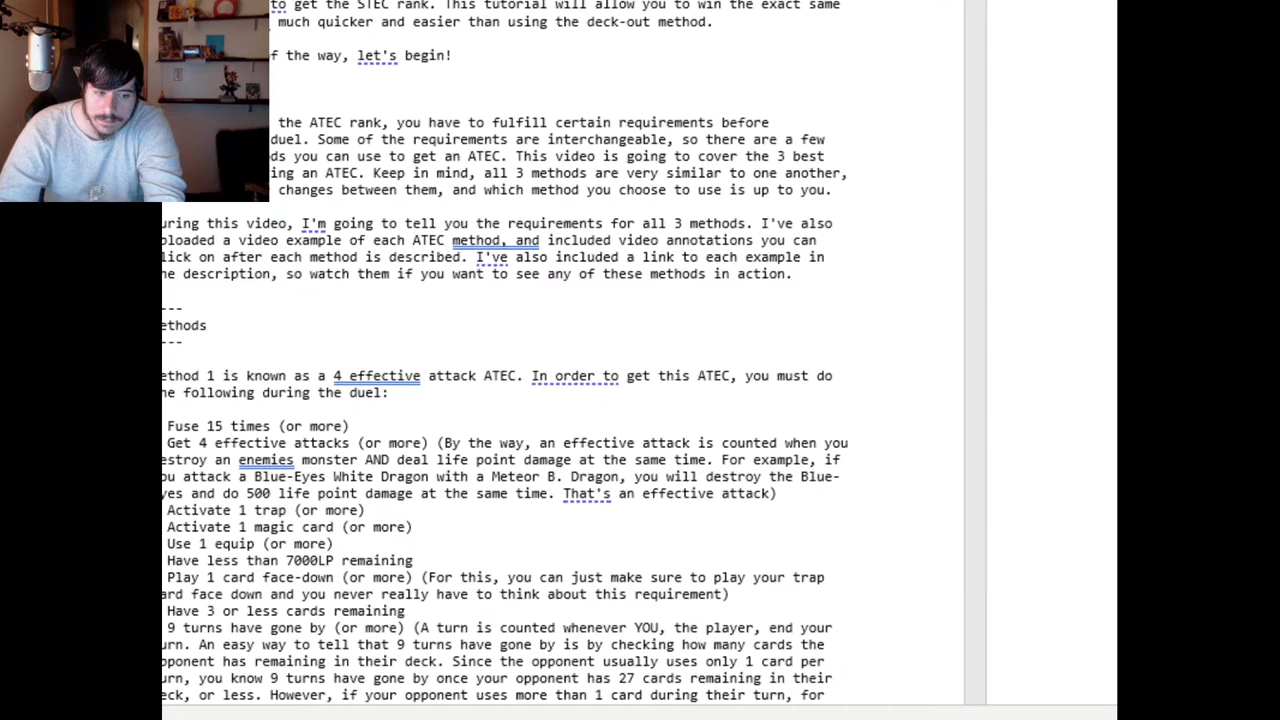 to get the STEC rank. This tutorial will allow you to win the exact same
much quicker and easier than using the deck-out method.
f the way, let's begin!
the ATEC rank, you have to fulfill certain requirements before
duel. Some of the requirements are interchangeable, so there are a few
ds you can use to get an ATEC. This video is going to cover the 3 best
ing an ATEC. Keep in mind, all 3 methods are very similar to one another,
changes between them, and which method you choose to use is up to you.
uring this video, I'm going to tell you the requirements for all 3 methods. I've also
ploaded a video example of each ATEC method, and included video annotations you can
lick on after each method is described. I've also included a link to each example in
he description, so watch them if you want to see any of these methods in action.
---
ethods
---
ethod 1 is known as a 4 effective attack ATEC. In order to get this ATEC, you must do
he following during the duel:
Fuse 15 times (or more)
Get 4 effective attacks (or more) (By the way, an effective attack is counted when you
estroy an enemies monster AND deal life point damage at the same time. For example, if
ou attack a Blue-Eyes White Dragon with a Meteor B. Dragon, you will destroy the Blue-
yes and do 500 life point damage at the same time. That's an effective attack)
Activate 1 trap (or more)
Activate 1 magic card (or more)
Use 1 equip (or more)
Have less than 7000LP remaining
Play 1 card face-down (or more) (For this, you can just make sure to play your trap
ard face down and you never really have to think about this requirement)
Have 3 or less cards remaining
9 turns have gone by (or more) (A turn is counted whenever YOU, the player, end your
urn. An easy way to tell that 9 turns have gone by is by checking how many cards the
pponent has remaining in their deck. Since the opponent usually uses only 1 card per
urn, you know 9 turns have gone by once your opponent has 27 cards remaining in their
eck, or less. However, if your opponent uses more than 1 card during their turn, for